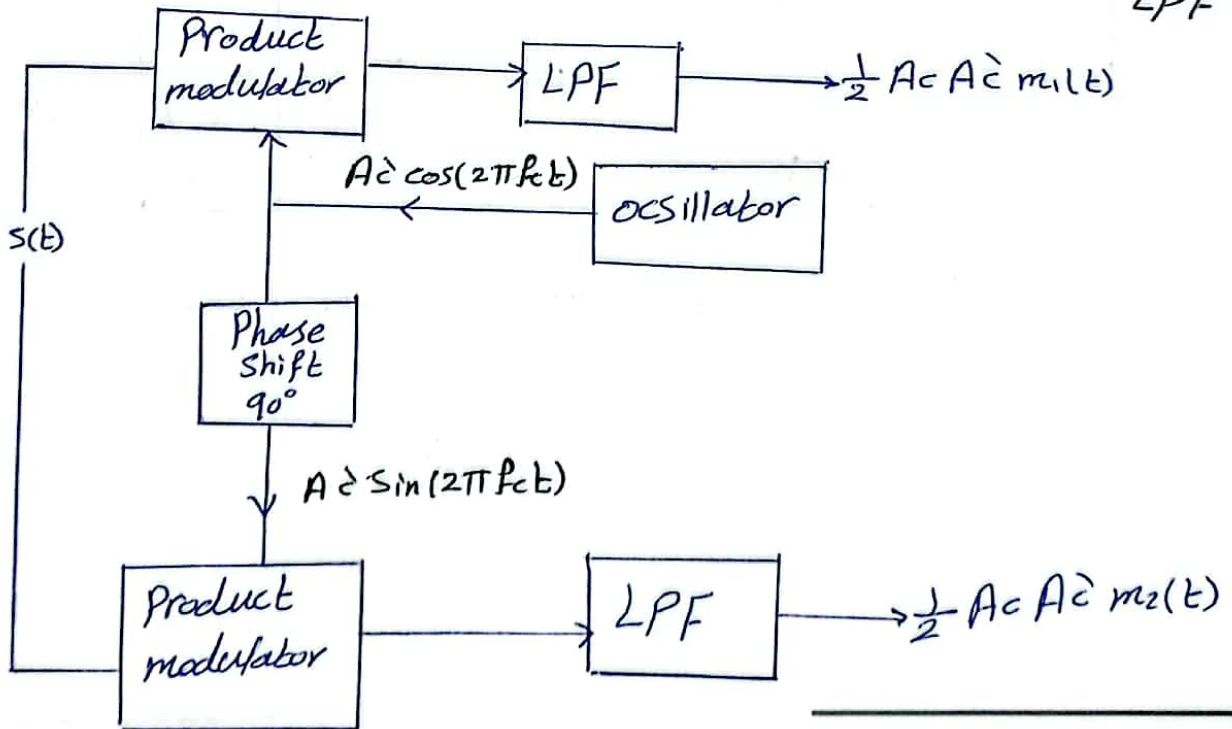 LPF
Product
modulator
LPF
½ Ac Ac̀ m₁(t)
Ac̀ cos(2πfct)
ocsillator
s(t)
Phase
Shift
90°
Ac̀ Sin(2πfct)
Product
modulator
LPF
½ Ac Ac̀ m₂(t)